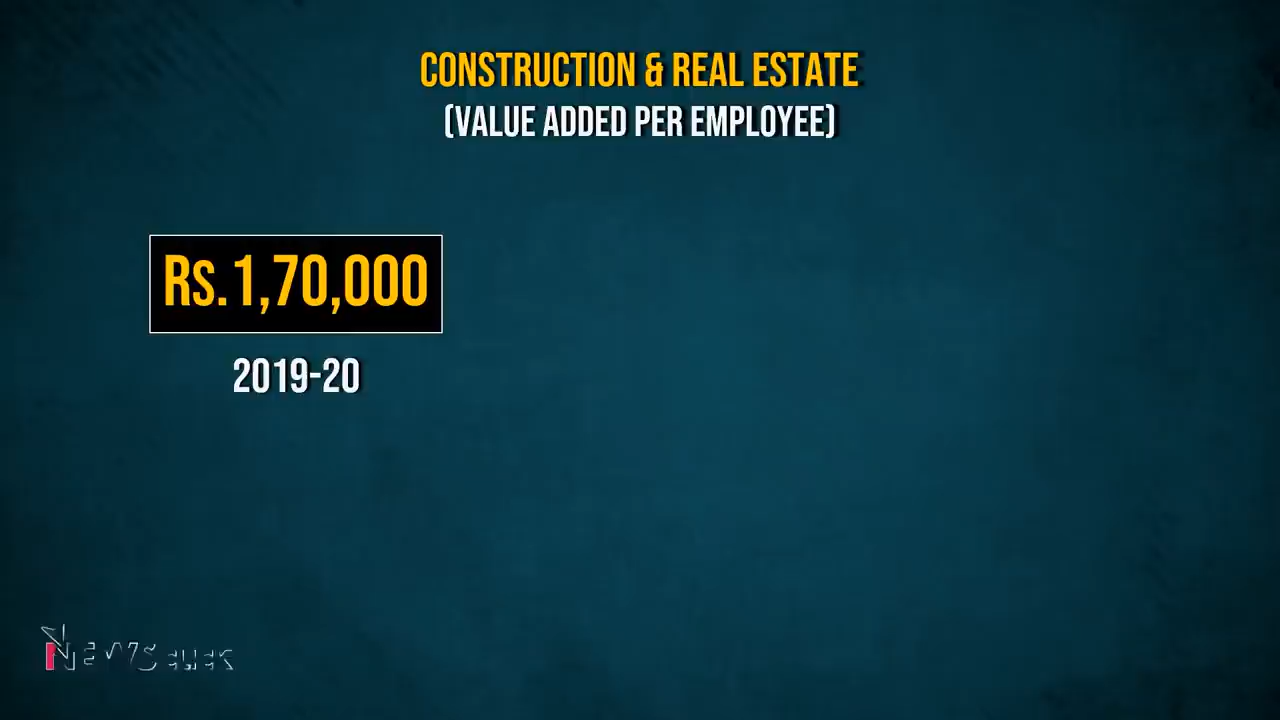 CONSTRUCTION & REAL ESTATE
(VALUE ADDED PER EMPLOYEE)
Rs.1,70,000
2019-20